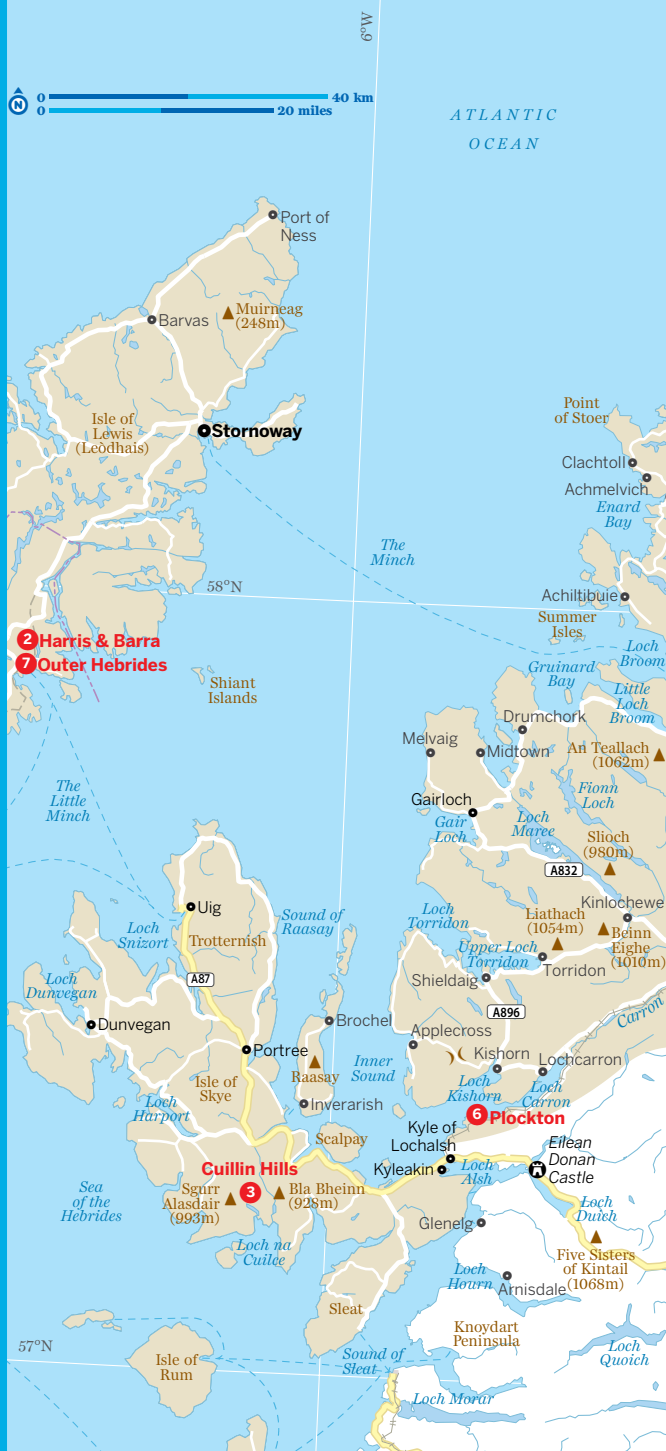 6°W
N
0 40 km
0 20 miles
ATLANTIC
OCEAN
Port of
Ness
Barvas
Muirneag
(248m)
Isle of
Lewis
(Leòdhais)
Stornoway
Point
of Stoer
Clachtoll
Achmelvich
Enard
Bay
The
Minch
58°N
Achiltibuie
Summer
Isles
2 Harris & Barra
7 Outer Hebrides
Loch
Broom
Gruinard
Bay
Shiant
Islands
Little
Loch
Broom
Drumchork
Melvaig
Midtown
An Teallach
(1062m)
The
Little
Minch
Gairloch
Fionn
Loch
Gair
Loch
Loch
Maree
Slioch
(980m)
A832
Uig
Kinlochewe
Loch
Snizort
Trotternish
Sound of
Raasay
Loch
Torridon
Liathach
(1054m)
Beinn
Eighe
(1010m)
Upper Loch
Torridon
Torridon
Shieldaig
Loch
Dunvegan
A87
A896
Carron
Dunvegan
Brochel
Applecross
Portree
Kishorn
Lochcarron
Inner
Sound
Raasay
Isle of
Skye
Loch
Kishorn
Loch
Carron
Loch
Harport
Inverarish
6 Plockton
Scalpay
Kyle of
Lochalsh
Kyleakin
Eilean
Donan
Castle
Loch
Alsh
Cuillin Hills
3
Sgurr
Alasdair
(993m)
Bla Bheinn
(928m)
Sea
of the
Hebrides
Loch
Duich
Glenelg
Loch na
Cuilce
Five Sisters
of Kintail
(1068m)
Loch
Hourn
Arnisdale
Sleat
Knoydart
Peninsula
57°N
Isle of
Rum
Sound of
Sleat
Loch
Quoich
Loch Morar